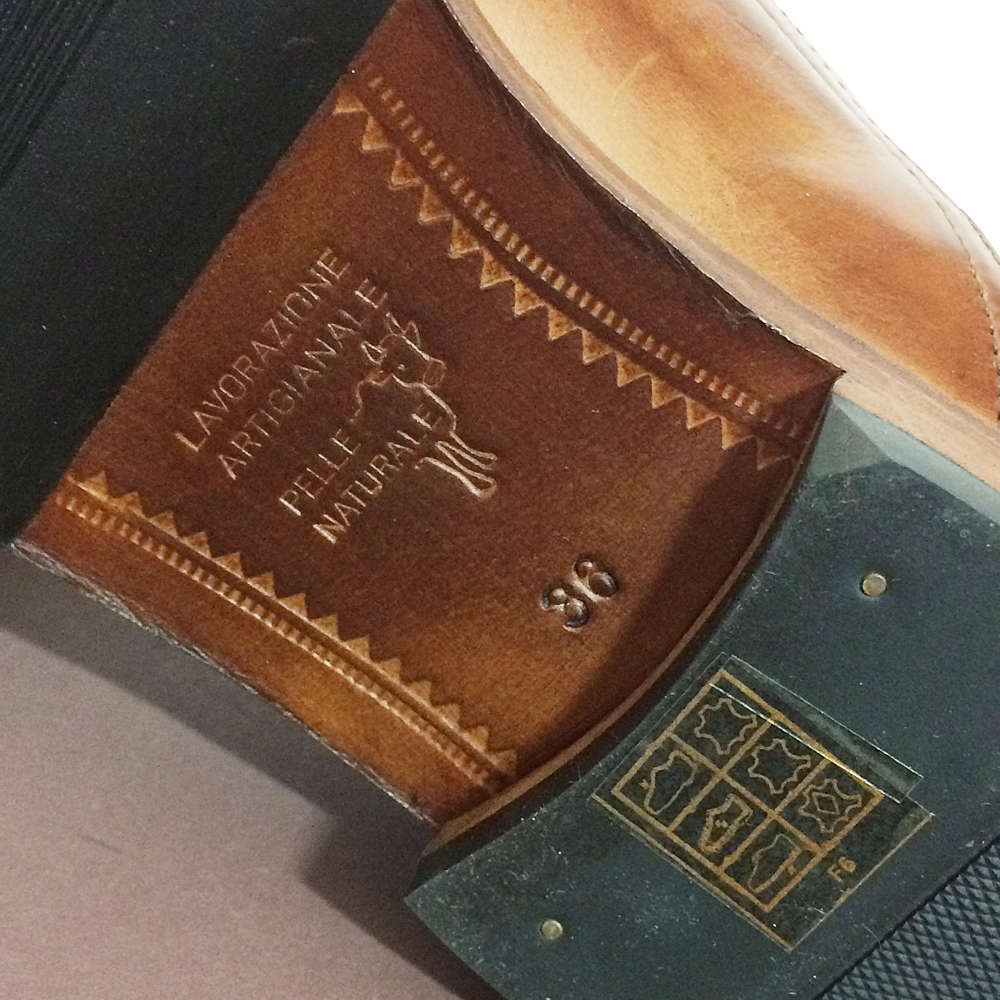 LAVORAZIONE
ARTIGIANALE
PELLE
NATURALE
36
F6